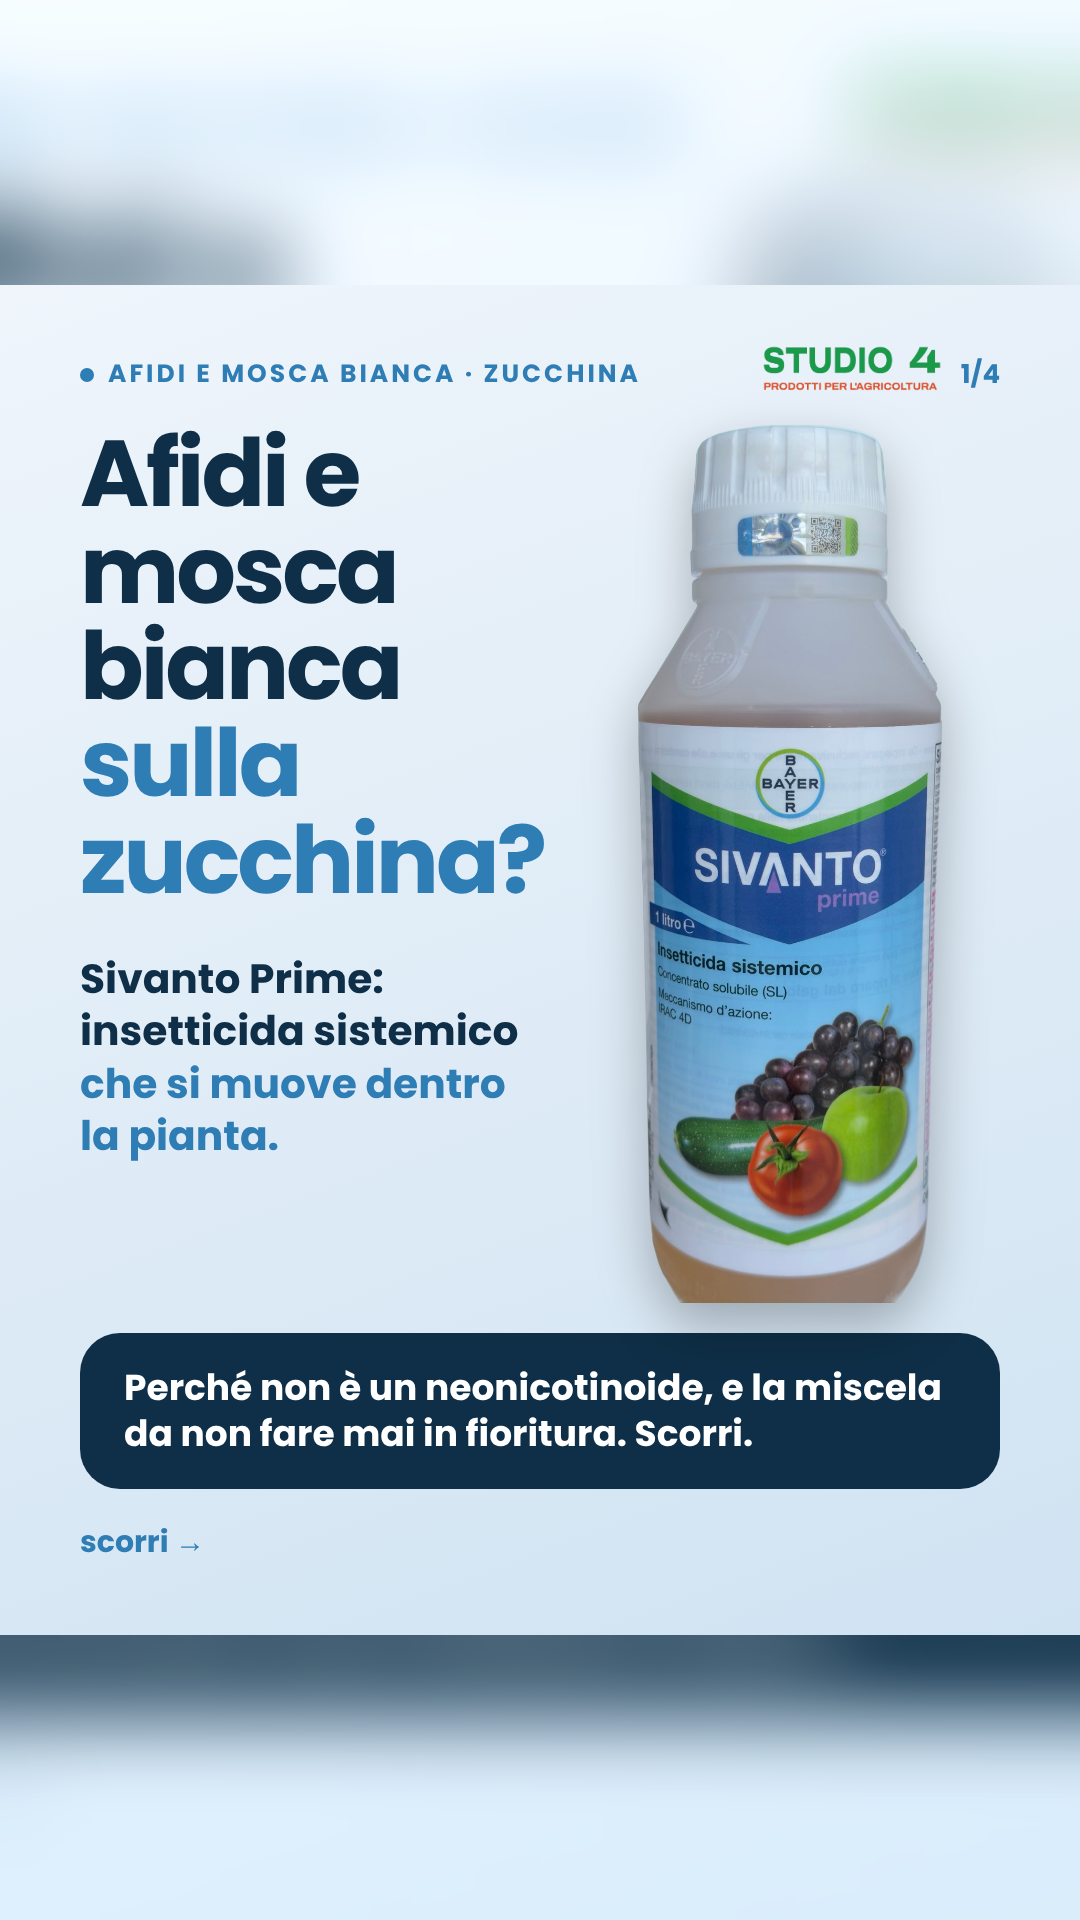 AFIDI E MOSCA BIANCA · ZUCCHINA
STUDIO 4
PRODOTTI PER L'AGRICOLTURA
1/4
Afidi e
mosca
bianca
sulla
zucchina?
Sivanto Prime:
insetticida sistemico
che si muove dentro
la pianta.
BAYER
BAYER
SIVANTO®
prime
1 litro ℮
Insetticida sistemico
Concentrato solubile (SL)
Meccanismo d'azione:
IRAC 4D
Perché non è un neonicotinoide, e la miscela
da non fare mai in fioritura. Scorri.
scorri →